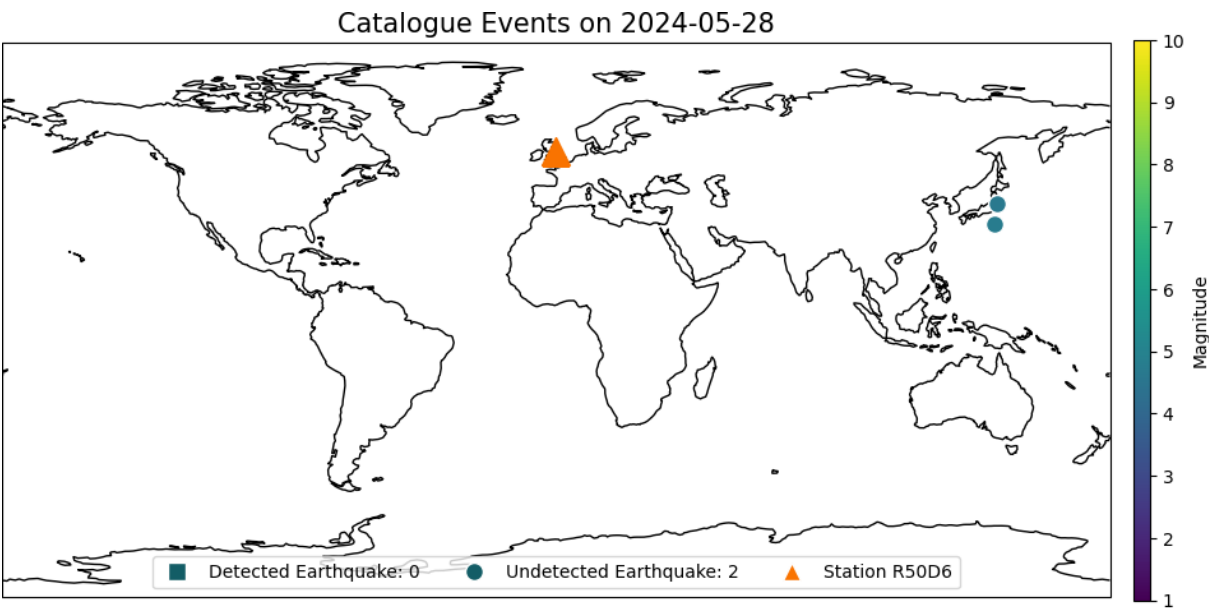 Catalogue Events on 2024-05-28
10
9
8
7
6
5
4
3
2
1
Magnitude
Detected Earthquake: 0
Undetected Earthquake: 2
Station R50D6